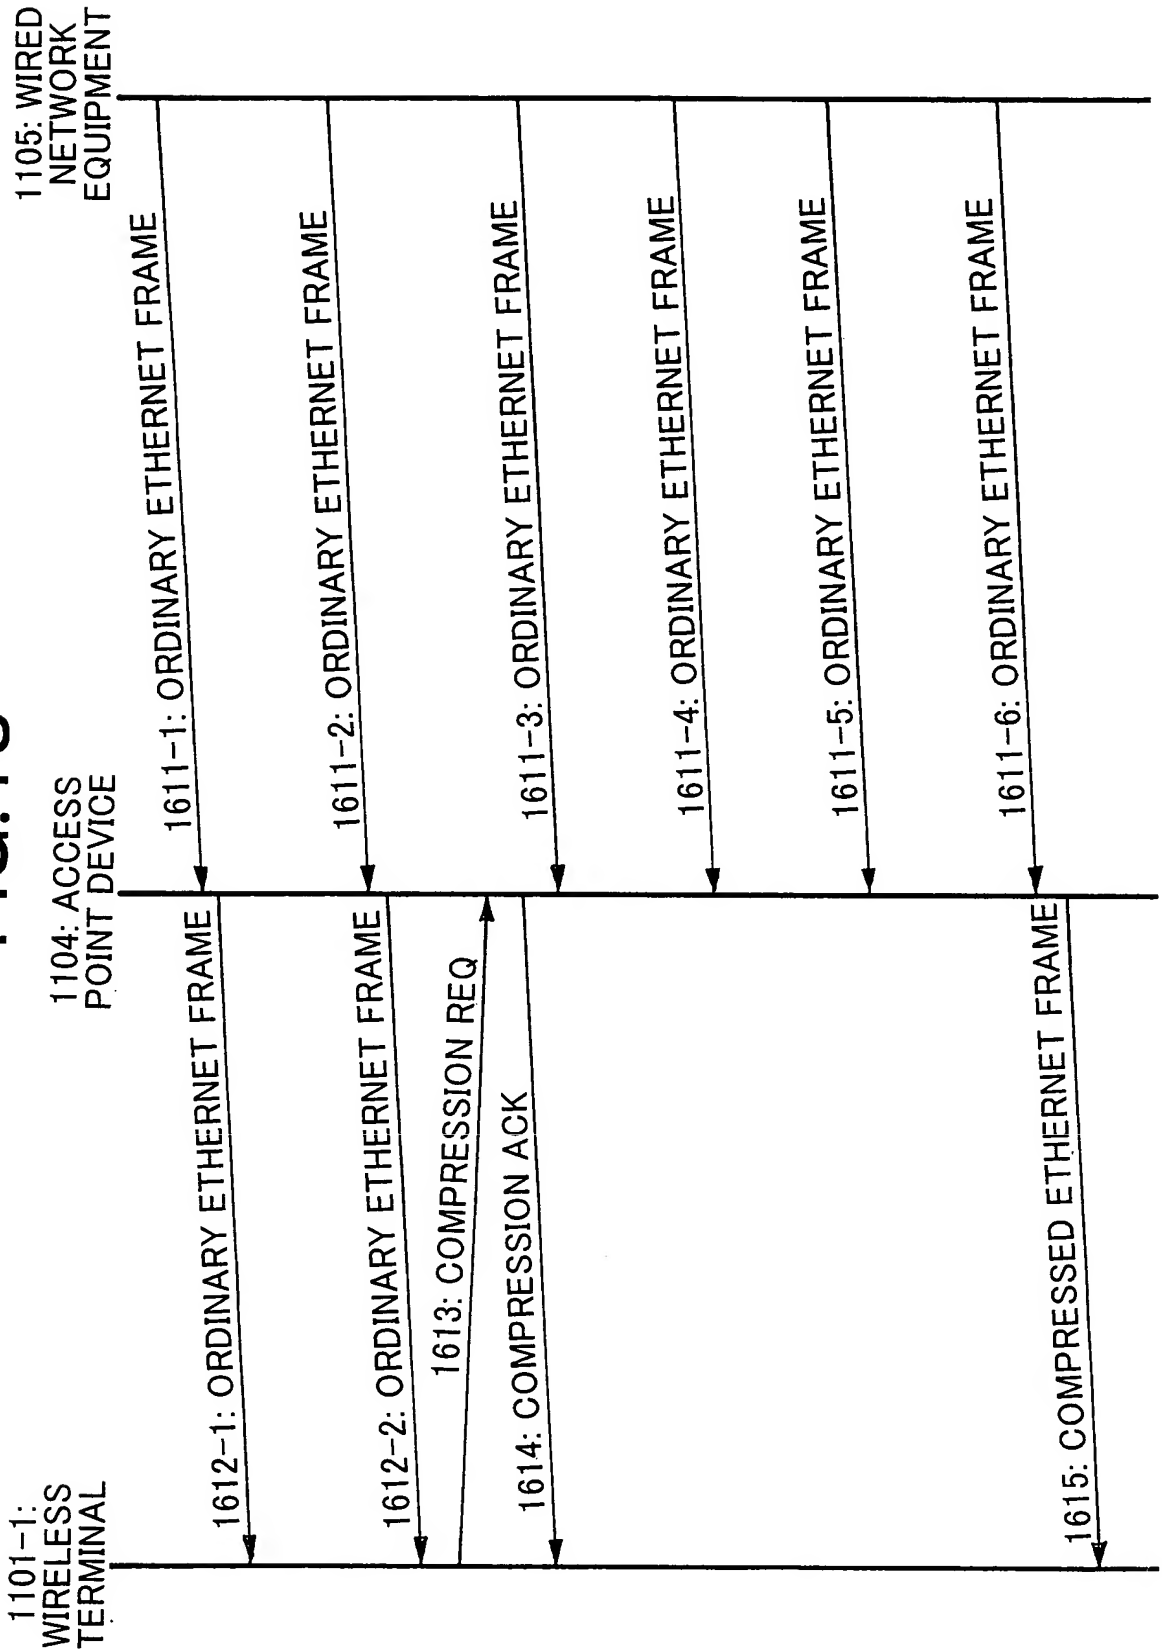 1101-1:
WIRELESS
TERMINAL
1104: ACCESS
POINT DEVICE
1105: WIRED
NETWORK
EQUIPMENT
1611-1: ORDINARY ETHERNET FRAME
1612-1: ORDINARY ETHERNET FRAME
1611-2: ORDINARY ETHERNET FRAME
1612-2: ORDINARY ETHERNET FRAME
1613: COMPRESSION REQ
1614: COMPRESSION ACK
1611-3: ORDINARY ETHERNET FRAME
1611-4: ORDINARY ETHERNET FRAME
1611-5: ORDINARY ETHERNET FRAME
1611-6: ORDINARY ETHERNET FRAME
1615: COMPRESSED ETHERNET FRAME